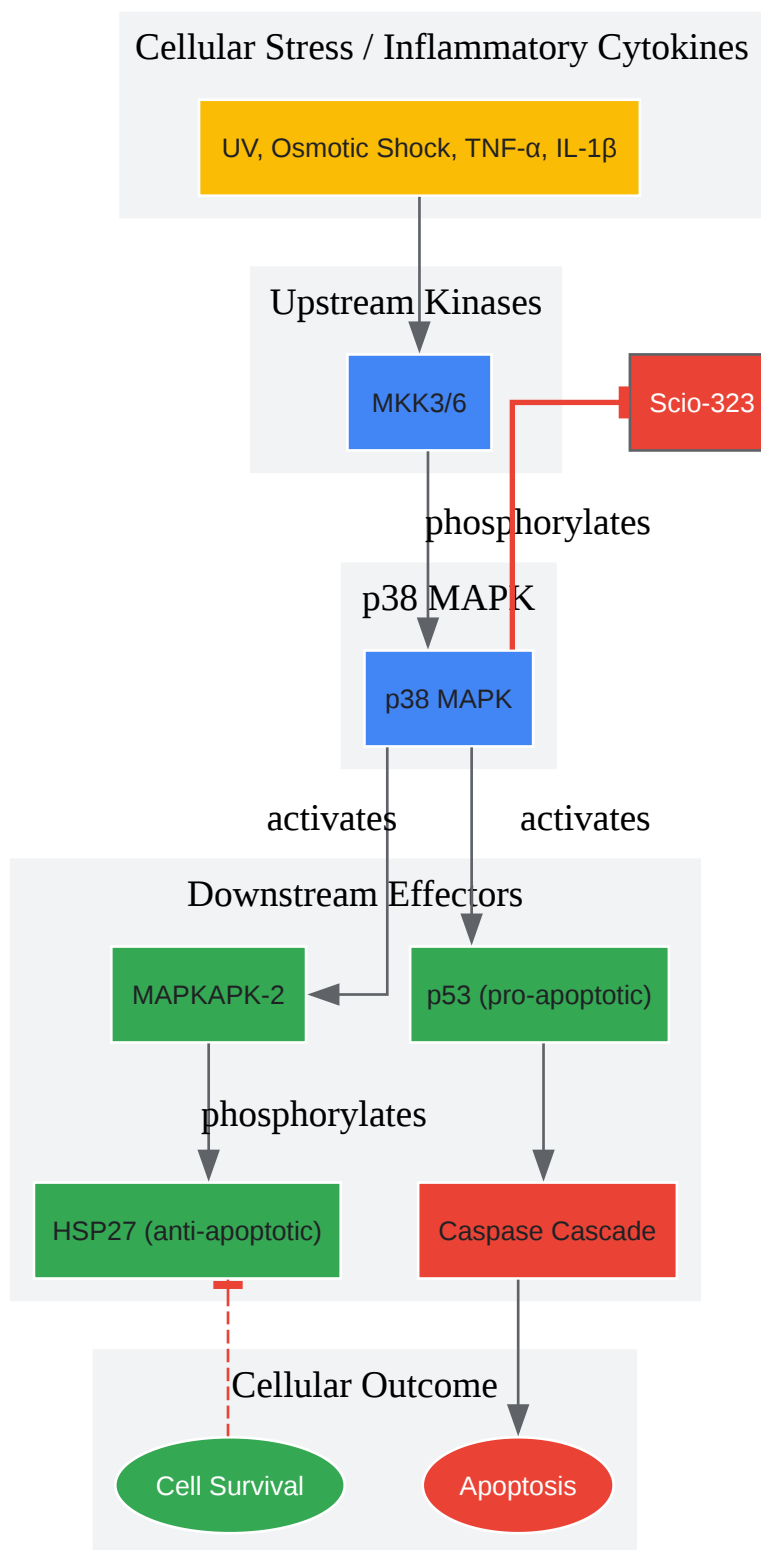 Cellular Stress / Inflammatory Cytokines
UV, Osmotic Shock, TNF-α, IL-1β
Upstream Kinases
MKK3/6
Scio-323
phosphorylates
p38 MAPK
p38 MAPK
activates
activates
Downstream Effectors
MAPKAPK-2
p53 (pro-apoptotic)
phosphorylates
HSP27 (anti-apoptotic)
Caspase Cascade
Cellular Outcome
Cell Survival
Apoptosis